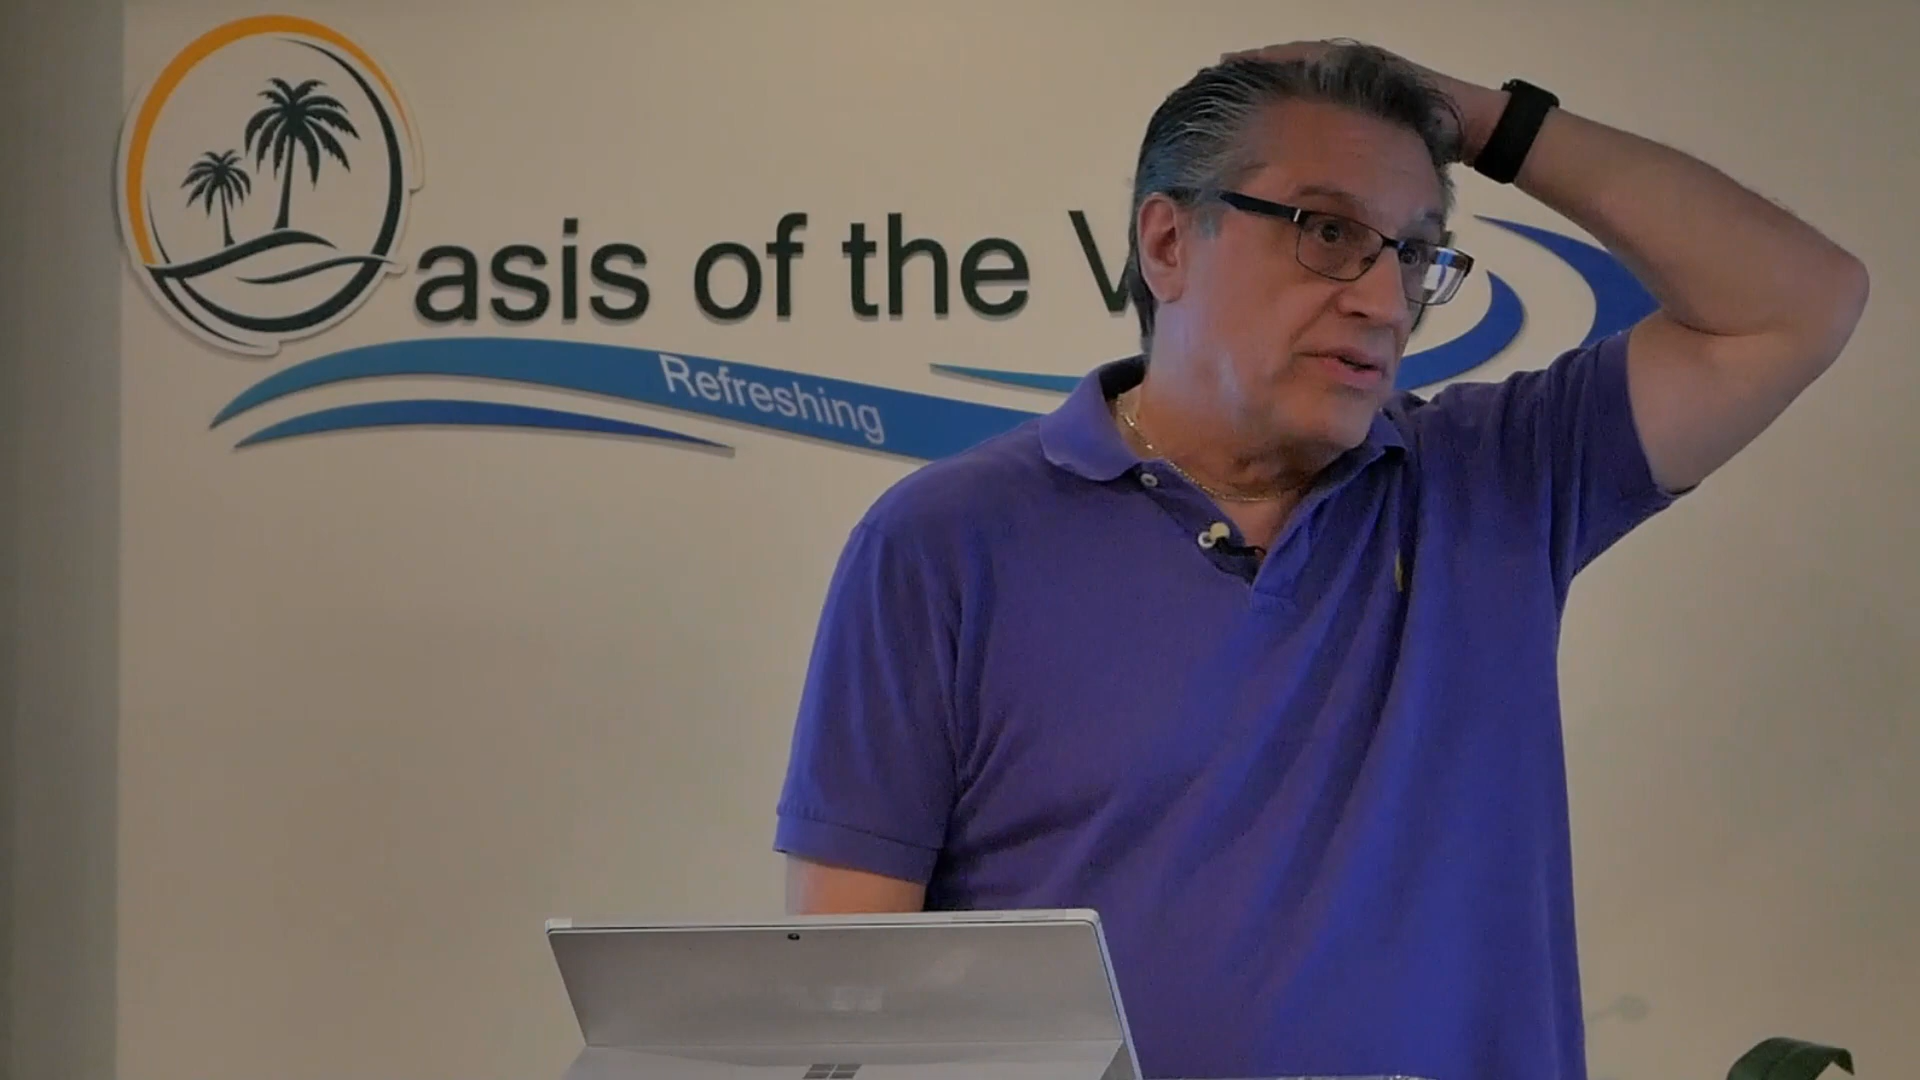 asis of the V
Refreshing